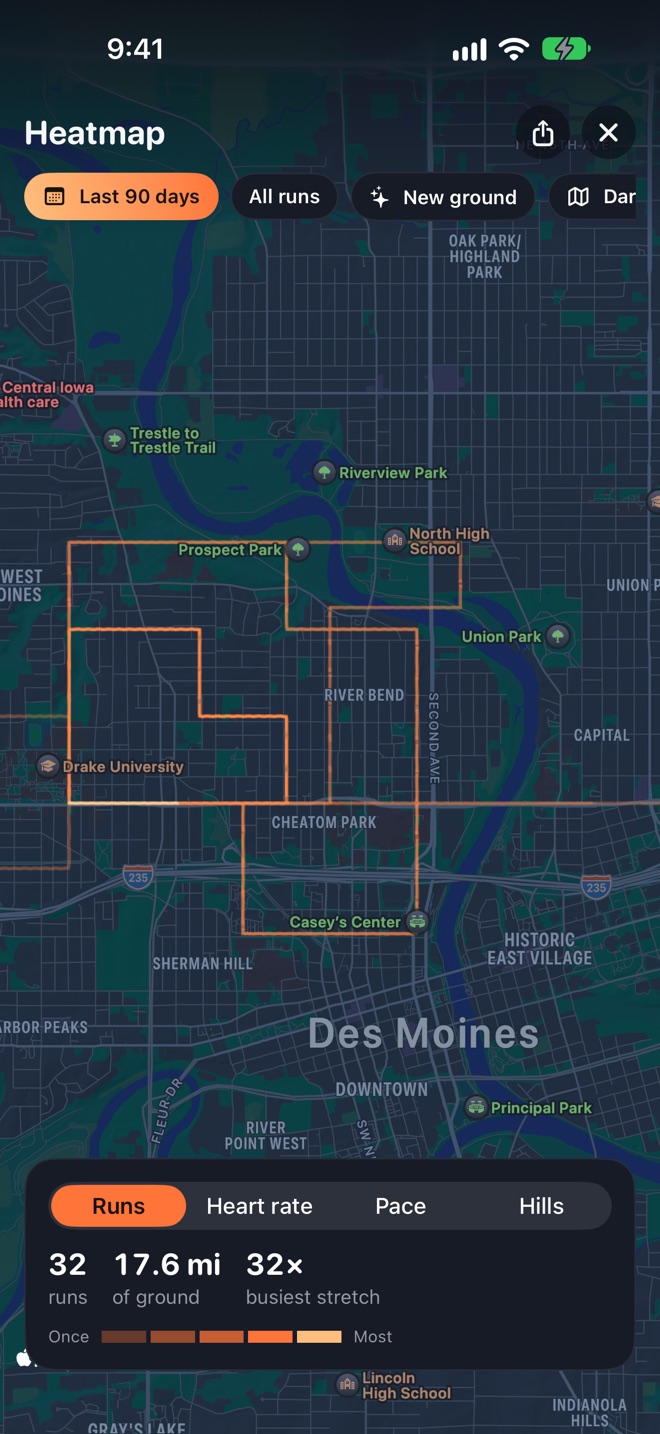 9:41
Heatmap
Last 90 days
All runs
New ground
Dar
OAK PARK/
HIGHLAND
PARK
Central Iowa
alth care
Trestle to
Trestle Trail
Riverview Park
North High
School
Prospect Park
WEST
OINES
UNION P
Union Park
RIVER BEND
SECOND AVE
CAPITAL
Drake University
CHEATOM PARK
235
235
Casey's Center
HISTORIC
EAST VILLAGE
SHERMAN HILL
ARBOR PEAKS
Des Moines
DOWNTOWN
FLEUR DR
Principal Park
RIVER
POINT WEST
SW N
Runs
Heart rate
Pace
Hills
32
17.6 mi
32×
runs
of ground
busiest stretch
Once
Most
Lincoln
High School
INDIANOLA
HILLS
GRAY'S LAKE